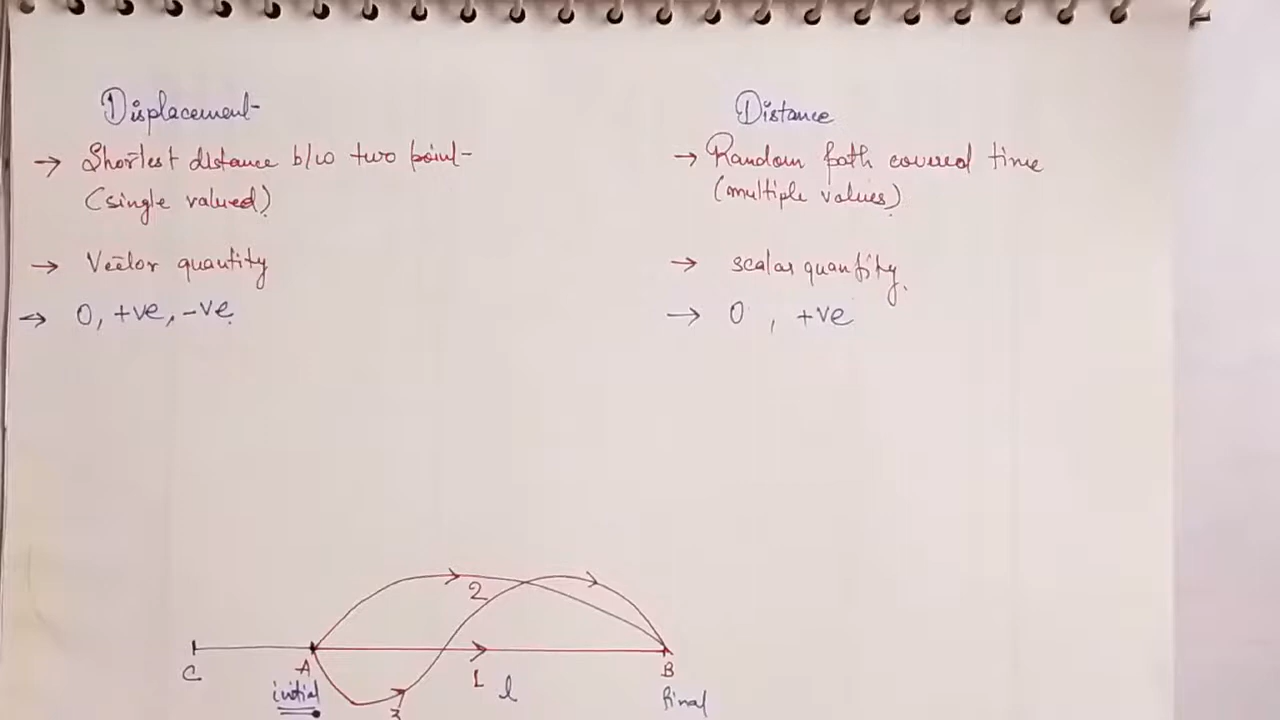 Displacement
→ Shortest distance b/w two point
(single valued).
→ Vector quantity
→ 0, +ve, -ve.
Distance
→ Random path covered time
(multiple values).
→ scalar quantity.
→ 0 , +ve
2
C
A
1
l
B
initial
3
final